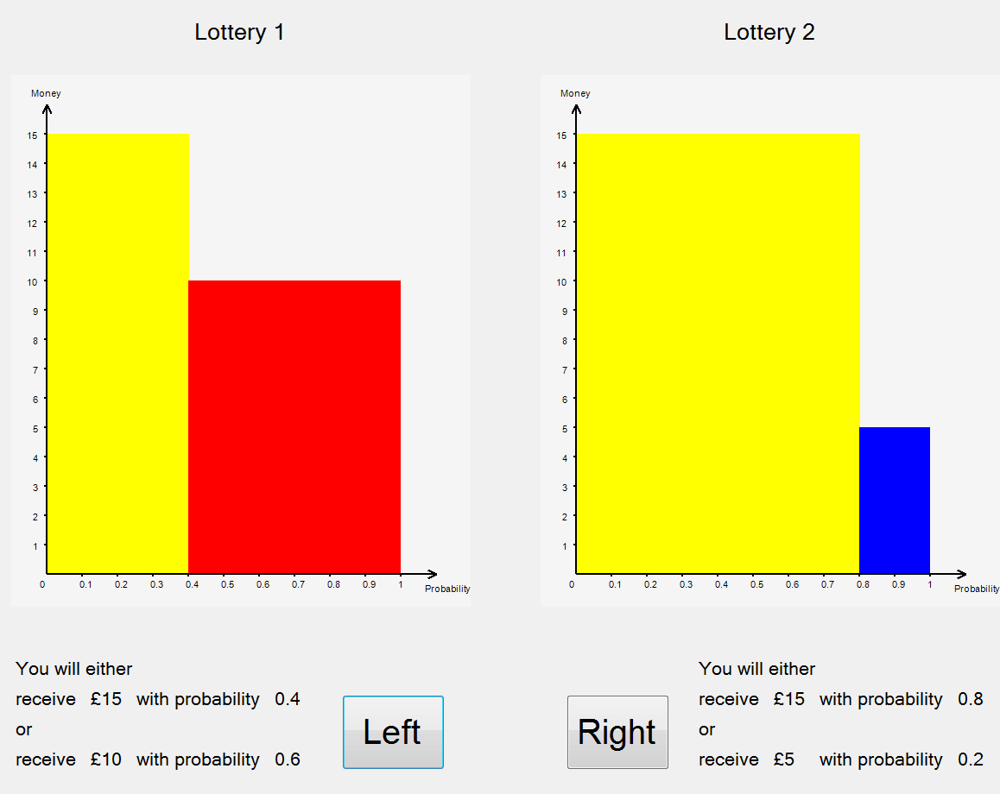 Lottery 1
Money
15
14
13
12
11
10
9
8
7
6
5
4
3
2
1
0 0.1 0.2 0.3 0.4 0.5 0.6 0.7 0.8 0.9 1
Probability
You will either
receive £15 with probability 0.4
or
receive £10 with probability 0.6
Left
Lottery 2
Money
15
14
13
12
11
10
9
8
7
6
5
4
3
2
1
0 0.1 0.2 0.3 0.4 0.5 0.6 0.7 0.8 0.9 1
Probability
Right
You will either
receive £15 with probability 0.8
or
receive £5 with probability 0.2